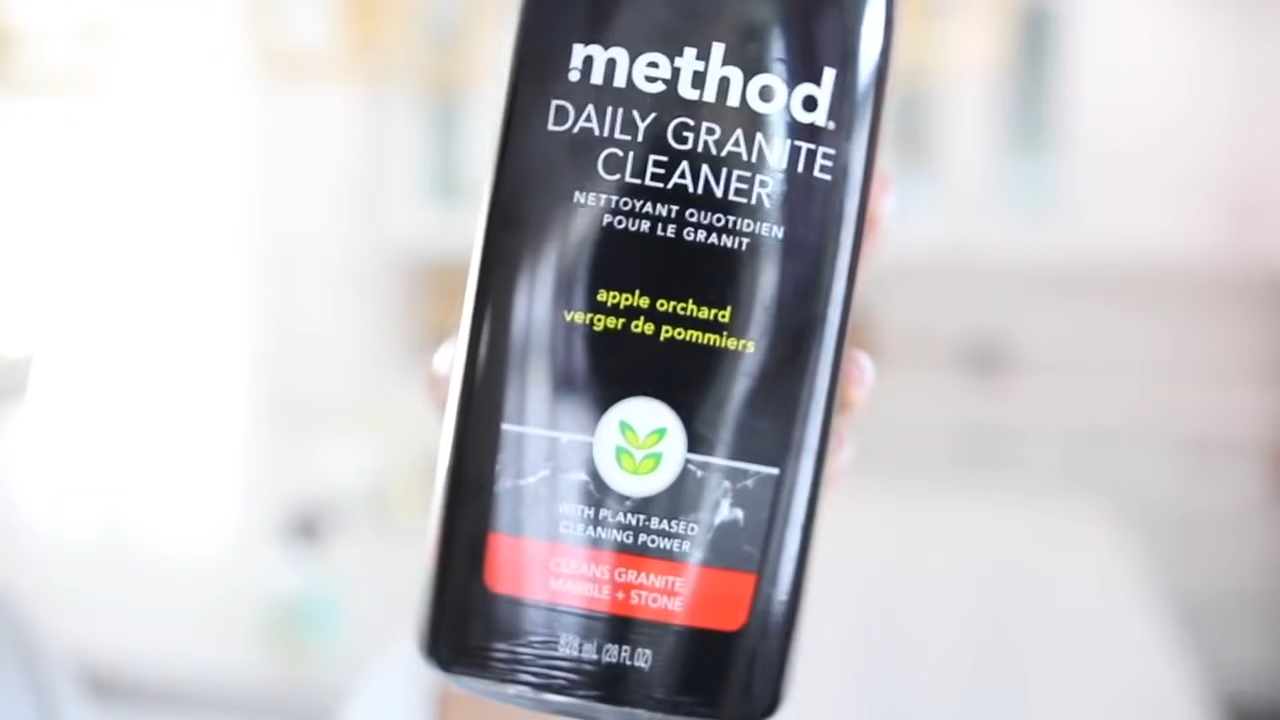 method.
DAILY GRANITE
CLEANER
NETTOYANT QUOTIDIEN
POUR LE GRANIT
apple orchard
verger de pommiers
WITH PLANT-BASED
CLEANING POWER
CLEANS GRANITE
MARBLE + STONE
828 mL (28 FL OZ)